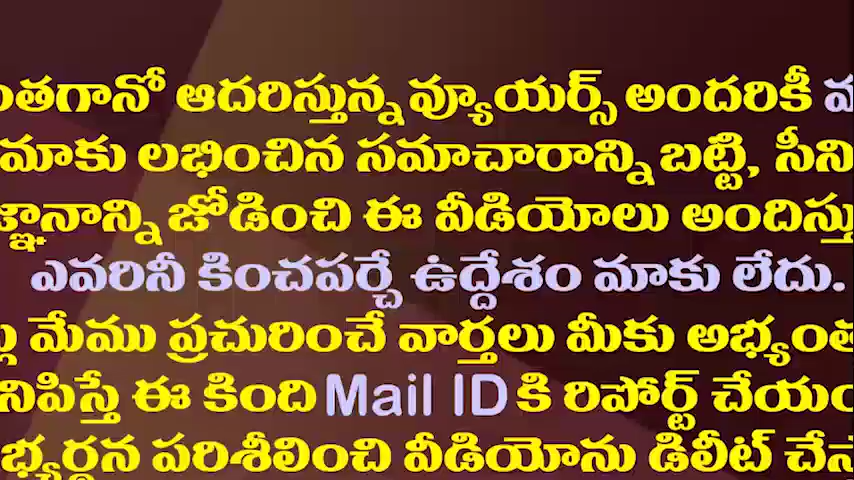 ంతగానో ఆదరిస్తున్న వ్యూయర్స్ అందరికీ
మాకు లభించిన సమాచారాన్ని బట్టి, సీని
జ్ఞానాన్ని జోడించి ఈ వీడియోలు అందిస్తు
ఎవరినీ కించపర్చే ఉద్దేశం మాకు లేదు.
మేము ప్రచురించే వార్తలు మీకు అభ్యంత
నిపిస్తే ఈ కింది Mail ID కి రిపోర్ట్ చేయం
భ్యర్థన పరిశీలించి వీడియోను డిలీట్ చేస